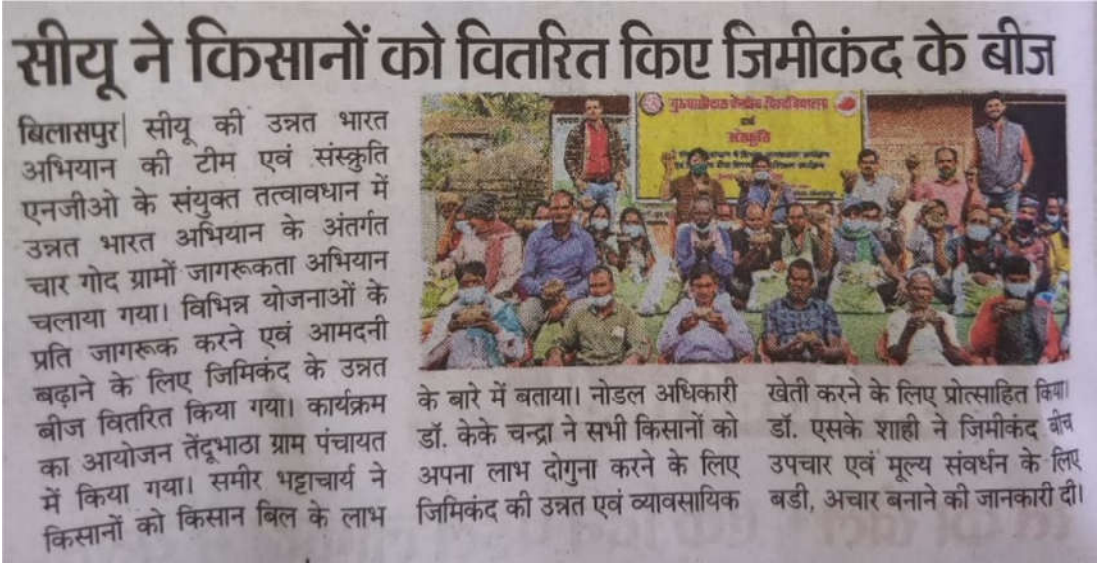 सीयू ने किसानों को वितरित किए जिमीकंद के बीज
बिलासपुर| सीयू की उन्नत भारत
अभियान की टीम एवं संस्क्रुति
एनजीओ के संयुक्त तत्वावधान में
उन्नत भारत अभियान के अंतर्गत
चार गोद ग्रामों जागरूकता अभियान
चलाया गया। विभिन्न योजनाओं के
प्रति जागरूक करने एवं आमदनी
बढ़ाने के लिए जिमिकंद के उन्नत
बीज वितरित किया गया। कार्यक्रम
का आयोजन तेंदूभाठा ग्राम पंचायत
में किया गया। समीर भट्टाचार्य ने
किसानों को किसान बिल के लाभ
संस्कृति
के बारे में बताया। नोडल अधिकारी
डॉ. केके चन्द्रा ने सभी किसानों को
अपना लाभ दोगुना करने के लिए
जिमिकंद की उन्नत एवं व्यावसायिक
खेती करने के लिए प्रोत्साहित किया।
डॉ. एसके शाही ने जिमीकंद बीच
उपचार एवं मूल्य संवर्धन के लिए
बडी, अचार बनाने की जानकारी दी।